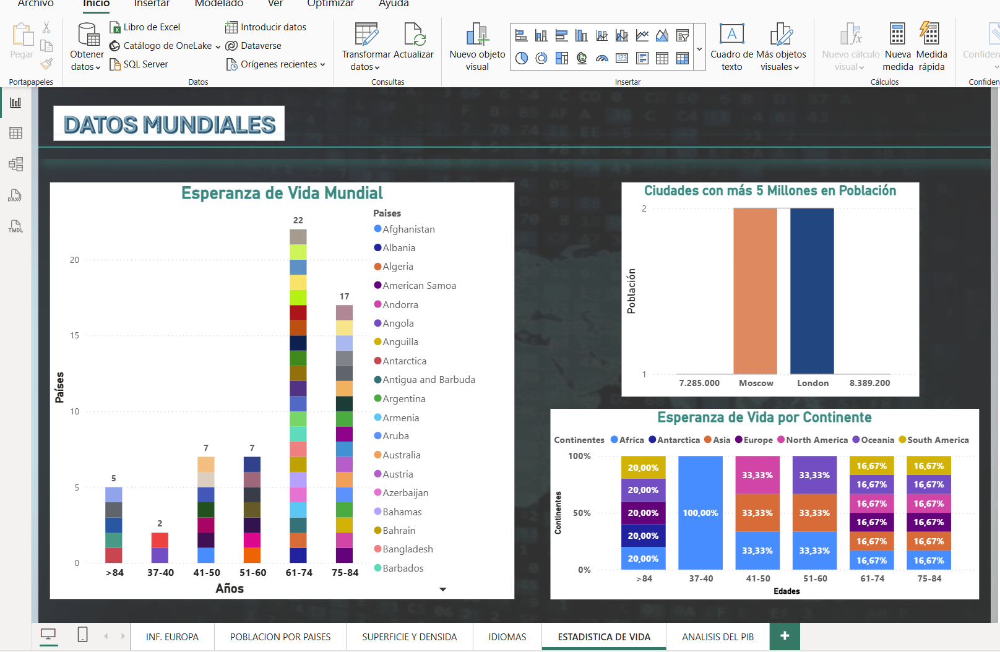 Archivo Inicio Insertar Modelado Ver Optimizar Ayuda
Pegar
Portapapeles
Obtener datos
Libro de Excel
Catálogo de OneLake
SQL Server
Introducir datos
Dataverse
Orígenes recientes
Datos
Transformar datos
Actualizar
Consultas
Nuevo objeto visual
123
Insertar
A
Cuadro de texto
Más objetos visuales
Nuevo cálculo visual
Nueva medida
Medida rápida
Cálculos
Confiden
Confiden
DAX
TMDL
DATOS MUNDIALES
Esperanza de Vida Mundial
Países
20
15
10
5
0
5
2
7
7
22
17
>84 37-40 41-50 51-60 61-74 75-84
Años
Paises
Afghanistan
Albania
Algeria
American Samoa
Andorra
Angola
Anguilla
Antarctica
Antigua and Barbuda
Argentina
Armenia
Aruba
Australia
Austria
Azerbaijan
Bahamas
Bahrain
Bangladesh
Barbados
Ciudades con más 5 Millones en Población
Población
2
1
7.285.000 Moscow London 8.389.200
Esperanza de Vida por Continente
Continentes Africa Antarctica Asia Europe North America Oceania South America
Continentes
100%
50%
0%
20,00%
20,00%
20,00%
20,00%
20,00%
100,00%
33,33%
33,33%
33,33%
33,33%
33,33%
33,33%
16,67%
16,67%
16,67%
16,67%
16,67%
16,67%
16,67%
16,67%
16,67%
16,67%
16,67%
16,67%
>84 37-40 41-50 51-60 61-74 75-84
Edades
INF. EUROPA
POBLACION POR PAISES
SUPERFICIE Y DENSIDA
IDIOMAS
ESTADISTICA DE VIDA
ANALISIS DEL PIB
+